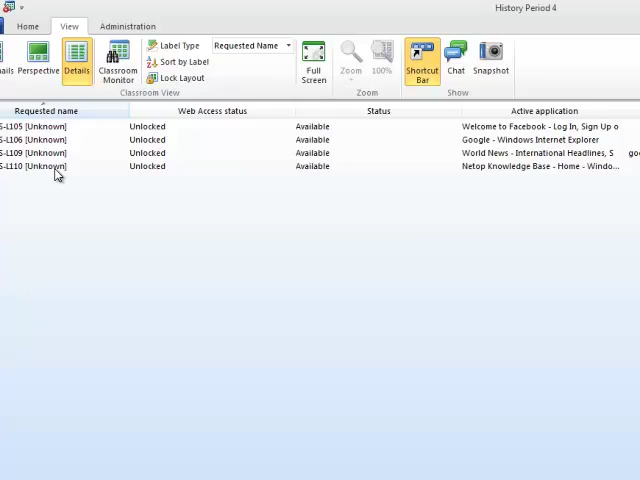 History Period 4
Home View Administration
Label Type Requested Name
Sort by Label
Lock Layout
Perspective Details Classroom Monitor Full Screen Zoom 100% Shortcut Bar Chat Snapshot
Classroom View Zoom Show
Requested name Web Access status Status Active application
S-L105 [Unknown] Unlocked Available Welcome to Facebook - Log In, Sign Up o
S-L106 [Unknown] Unlocked Available Google - Windows Internet Explorer
S-L109 [Unknown] Unlocked Available World News - International Headlines, S goo
S-L110 [Unknown] Unlocked Available Netop Knowledge Base - Home - Windo...